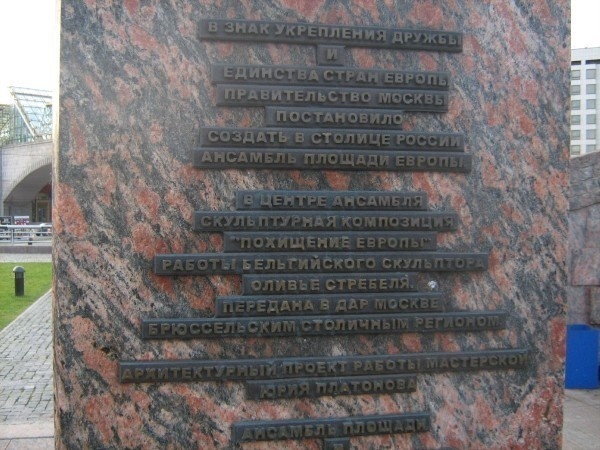 В ЗНАК УКРЕПЛЕНИЯ ДРУЖБЫ
И
ЕДИНСТВА СТРАН ЕВРОПЫ
ПРАВИТЕЛЬСТВО МОСКВЫ
ПОСТАНОВИЛО
СОЗДАТЬ В СТОЛИЦЕ РОССИИ
АНСАМБЛЬ ПЛОЩАДИ ЕВРОПЫ
В ЦЕНТРЕ АНСАМБЛЯ
СКУЛЬПТУРНАЯ КОМПОЗИЦИЯ
"ПОХИЩЕНИЕ ЕВРОПЫ"
РАБОТЫ БЕЛЬГИЙСКОГО СКУЛЬПТОРА
ОЛИВЬЕ СТРЕБЕЛЯ.
ПЕРЕДАНА В ДАР МОСКВЕ
БРЮССЕЛЬСКИМ СТОЛИЧНЫМ РЕГИОНОМ
АРХИТЕКТУРНЫЙ ПРОЕКТ РАБОТЫ МАСТЕРСКОЙ
ЮРИЯ ПЛАТОНОВА
АНСАМБЛЬ ПЛОЩАДИ